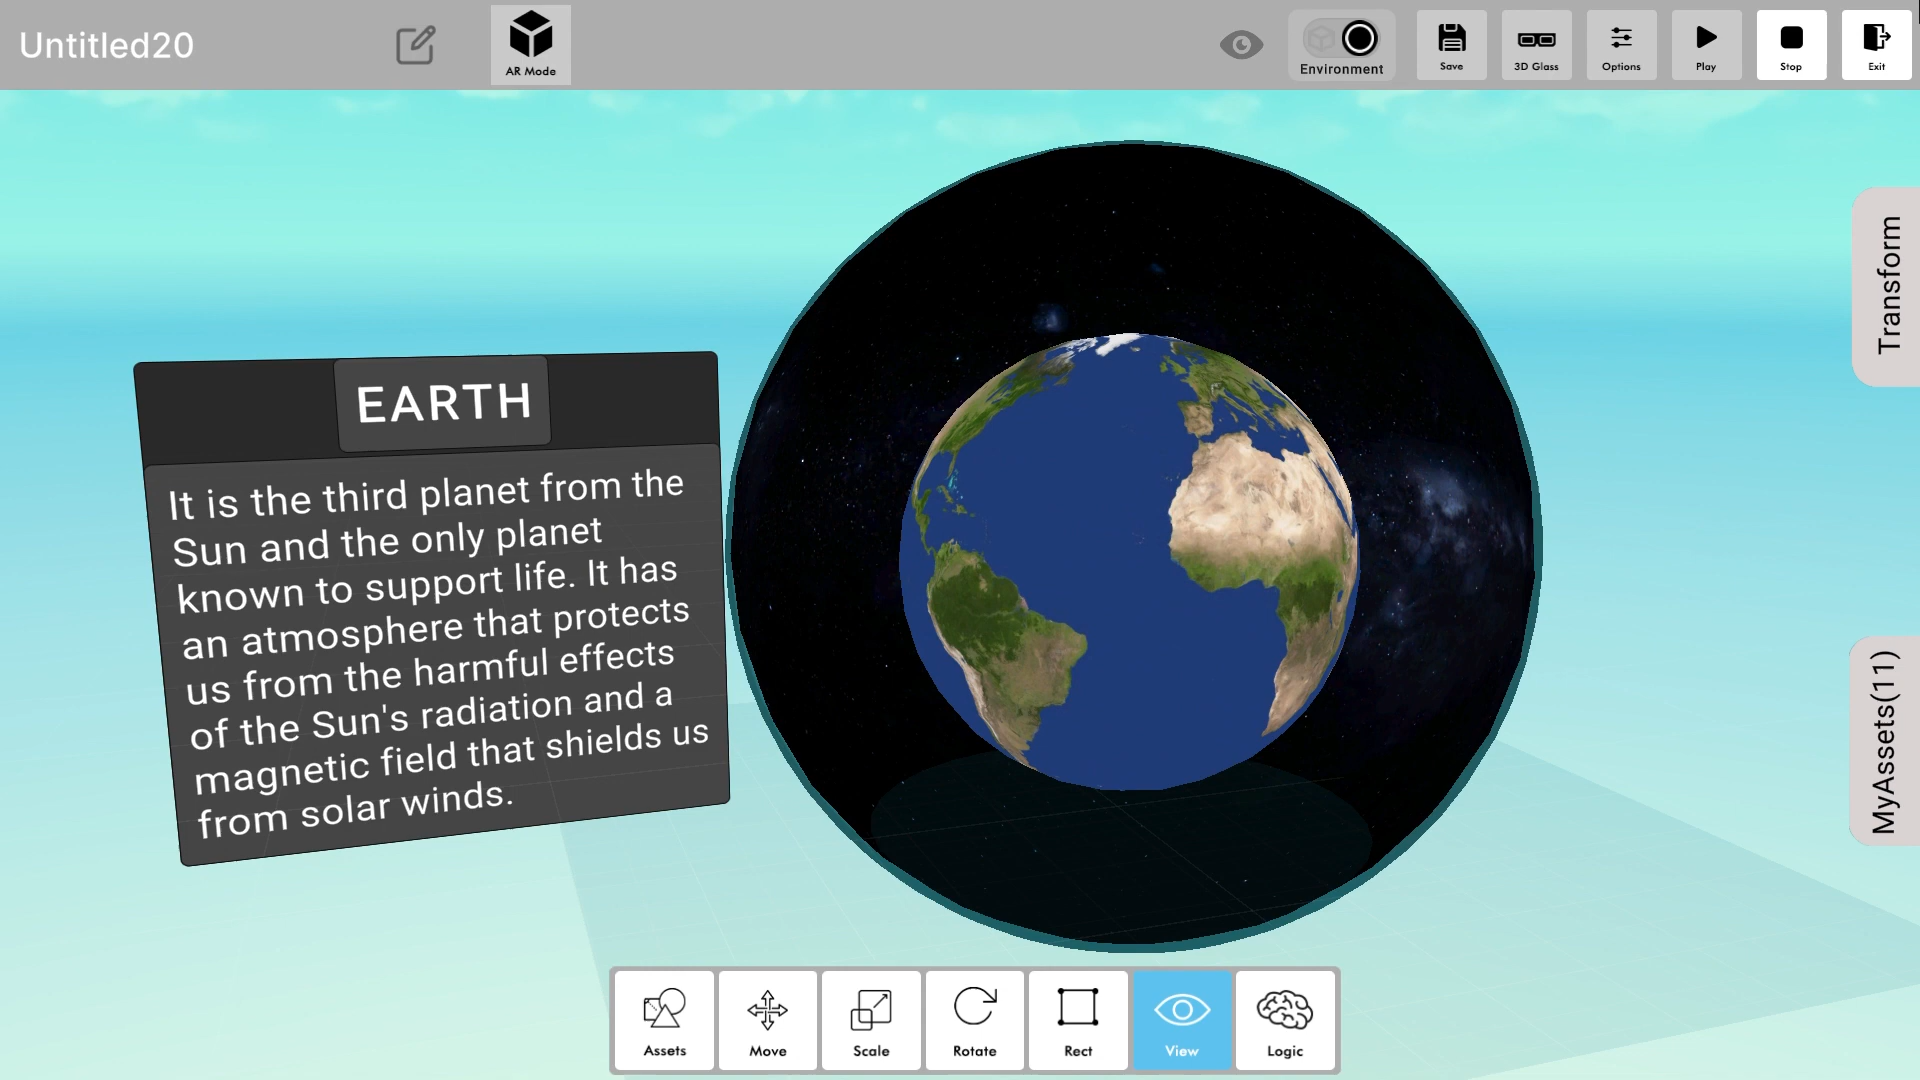 Untitled20
AR Mode
Environment
Save
3D Glass
Options
Play
Stop
Exit
Transform
EARTH
It is the third planet from the
Sun and the only planet
known to support life. It has
an atmosphere that protects
us from the harmful effects
of the Sun's radiation and a
magnetic field that shields us
from solar winds.
MyAssets(11)
Assets
Move
Scale
Rotate
Rect
View
Logic